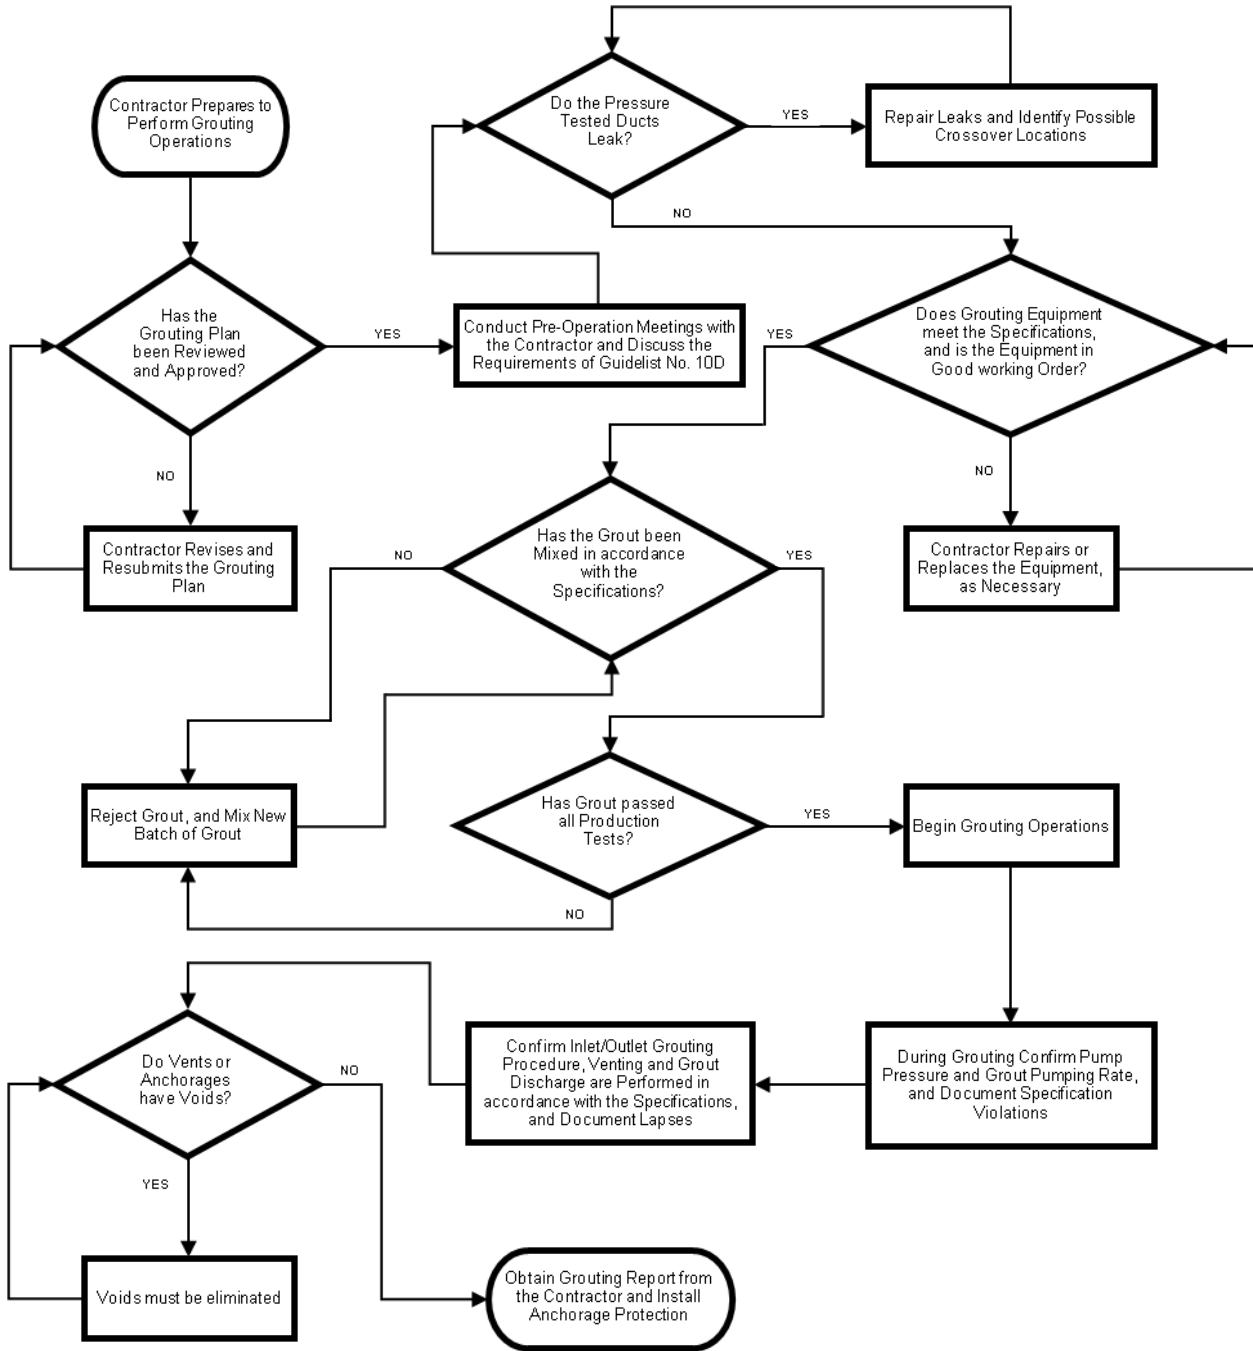 Contractor Prepares to
Perform Grouting
Operations
Has the
Grouting Plan
been Reviewed
and Approved?
YES
NO
Contractor Revises and
Resubmits the Grouting
Plan
Conduct Pre-Operation Meetings with
the Contractor and Discuss the
Requirements of Guidelist No. 10D
Do the Pressure
Tested Ducts
Leak?
YES
Repair Leaks and Identify Possible
Crossover Locations
NO
Does Grouting Equipment
meet the Specifications,
and is the Equipment in
Good working Order?
YES
NO
Contractor Repairs or
Replaces the Equipment,
as Necessary
Has the Grout been
Mixed in accordance
with the
Specifications?
NO
YES
Reject Grout, and Mix New
Batch of Grout
Has Grout passed
all Production
Tests?
YES
NO
Begin Grouting Operations
During Grouting Confirm Pump
Pressure and Grout Pumping Rate,
and Document Specification
Violations
Confirm Inlet/Outlet Grouting
Procedure, Venting and Grout
Discharge are Performed in
accordance with the Specifications,
and Document Lapses
Do Vents or
Anchorages
have Voids?
NO
YES
Voids must be eliminated
Obtain Grouting Report from
the Contractor and Install
Anchorage Protection